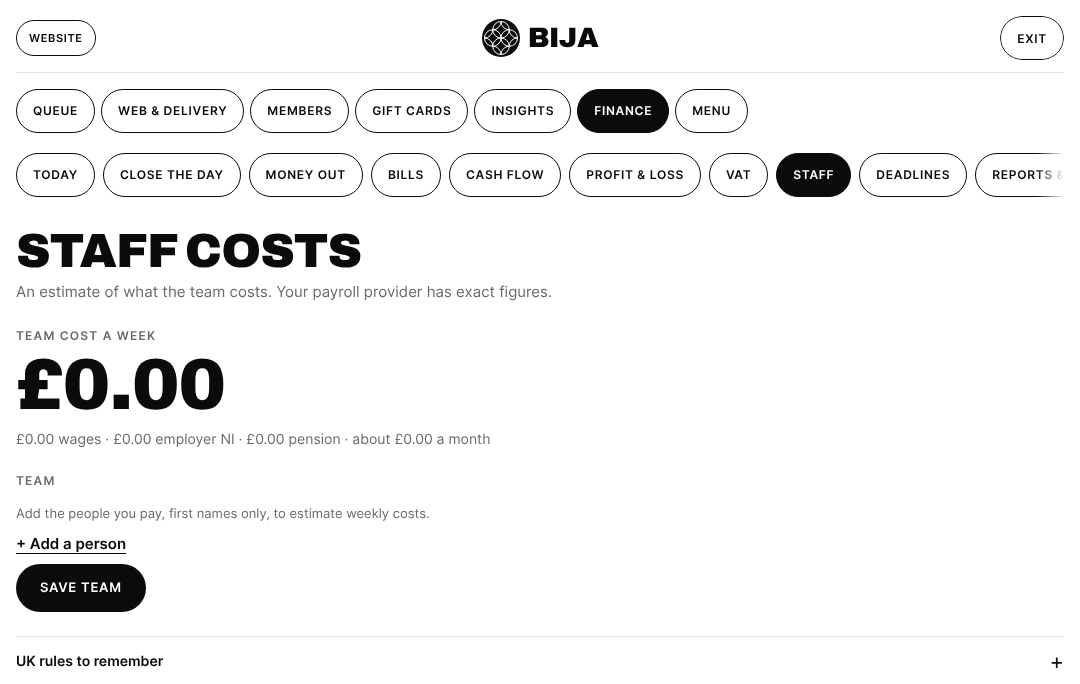 WEBSITE
BIJA
EXIT
QUEUE WEB & DELIVERY MEMBERS GIFT CARDS INSIGHTS FINANCE MENU
TODAY CLOSE THE DAY MONEY OUT BILLS CASH FLOW PROFIT & LOSS VAT STAFF DEADLINES REPORTS &
STAFF COSTS
An estimate of what the team costs. Your payroll provider has exact figures.
TEAM COST A WEEK
£0.00
£0.00 wages · £0.00 employer NI · £0.00 pension · about £0.00 a month
TEAM
Add the people you pay, first names only, to estimate weekly costs.
+ Add a person
SAVE TEAM
UK rules to remember +